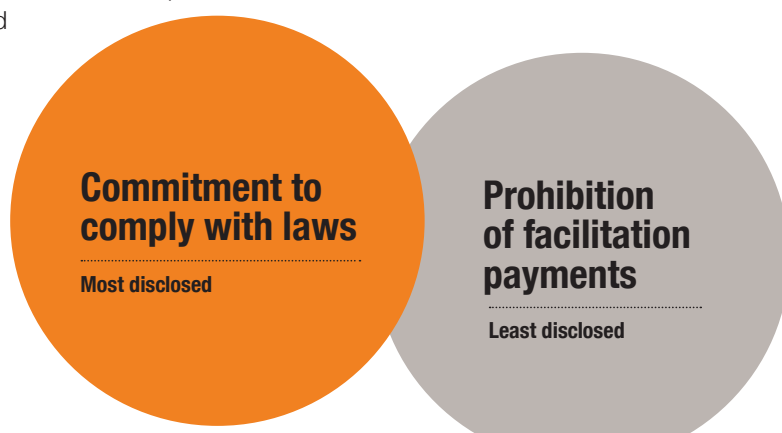 d
Commitment to
comply with laws
Most disclosed
Prohibition
of facilitation
payments
Least disclosed